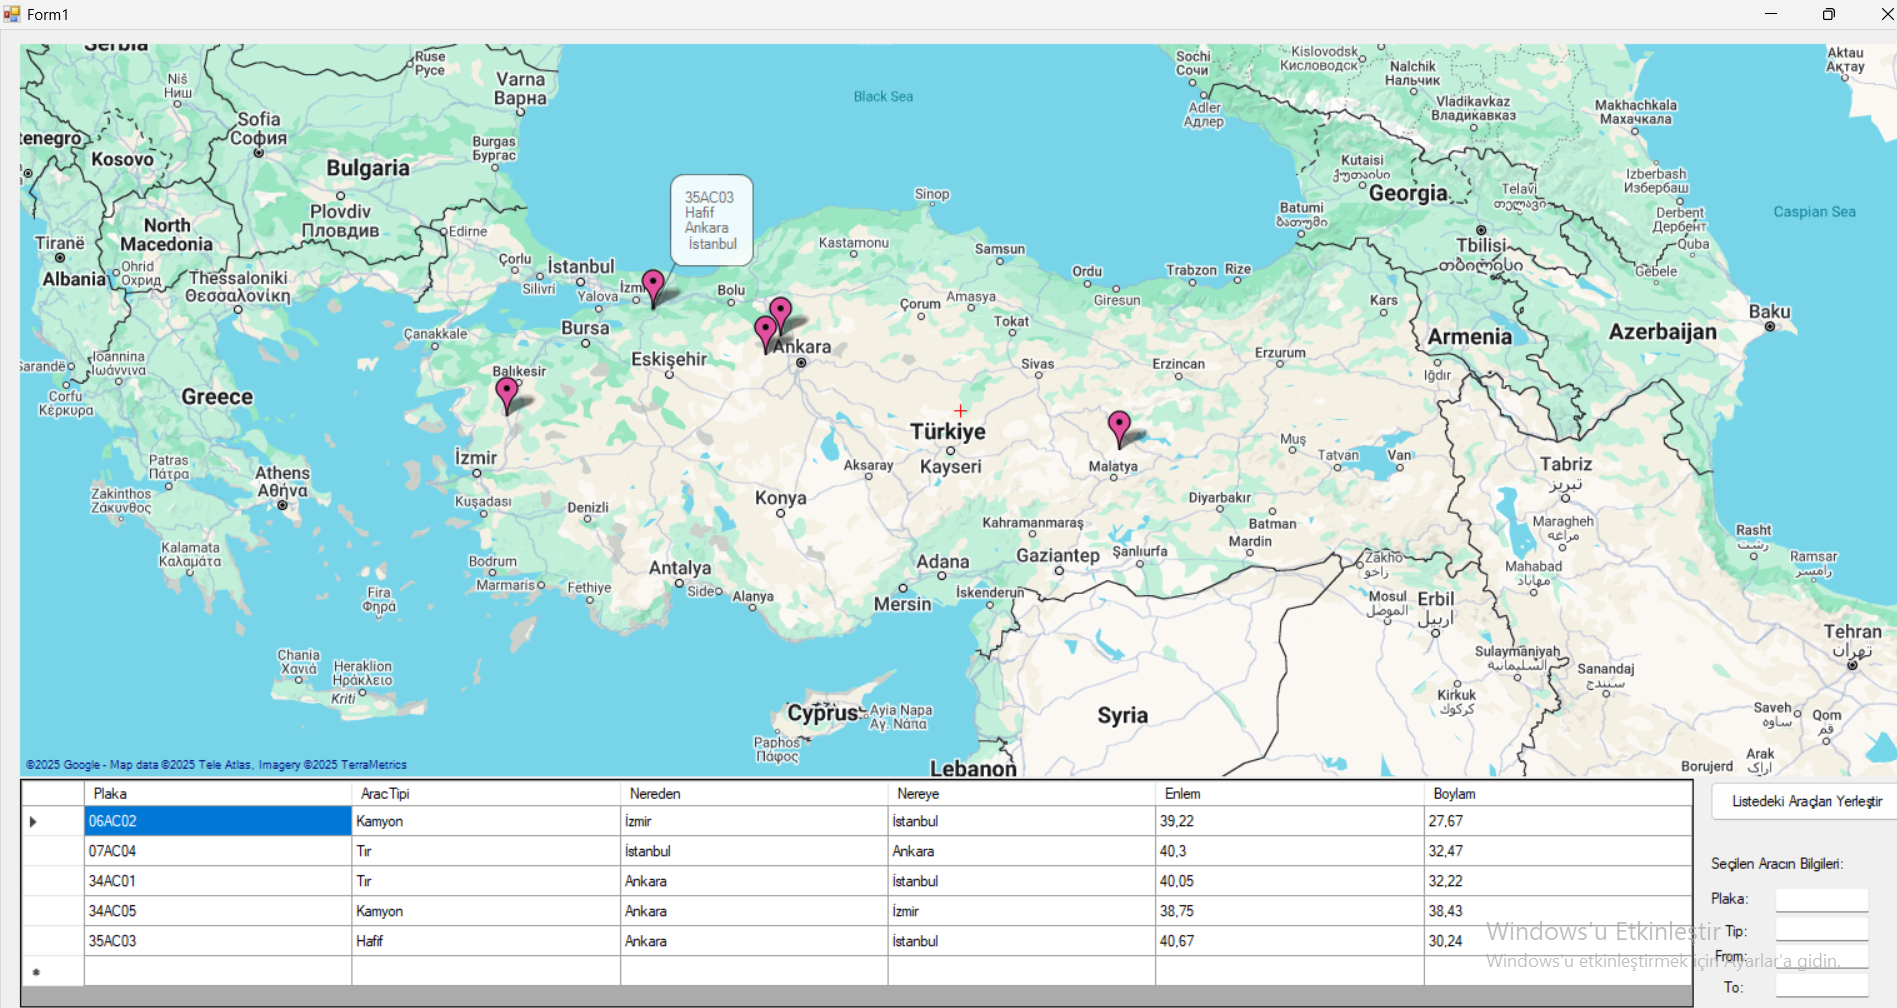 Form1
Serbia
Ruse
Русе
Sochi
Сочи
Kislovodsk
Кисловодск
Nalchik
Нальчик
Aktau
Ақтау
Niš
Ниш
Varna
Варна
Black Sea
Adler
Адлер
Vladikavkaz
Владикавказ
Makhachkala
Махачкала
Sofia
София
tenegro
Kosovo
Burgas
Бургас
Bulgaria
Kutaisi
ქუთაისი
Georgia
Telavi
თელავი
Izberbash
Избербаш
35AC03
Hafif
Ankara
İstanbul
Sinop
Plovdiv
Пловдив
North
Macedonia
Edirne
Batumi
ბათუმი
Derbent
Дербент
Caspian Sea
Tiranë
Kastamonu
Samsun
Tbilisi
თბილისი
Quba
Albania
Ohrid
Охрид
Thessaloniki
Θεσσαλονίκη
Çorlu
İstanbul
Silivri
Yalova
İzmi
Bolu
Ordu
Giresun
Trabzon
Rize
Gebele
Çorum
Amasya
Tokat
Kars
Baku
Çanakkale
Bursa
Ankara
Armenia
Azerbaijan
Sarandë
Ioannina
Ιωάννινα
Eskişehir
Balıkesir
Sivas
Erzincan
Erzurum
Iğdır
Corfu
Κέρκυρα
Greece
Türkiye
Kayseri
Aksaray
Malatya
Muş
Tatvan
Van
Tabriz
تبریز
İzmir
Patras
Πάτρα
Athens
Αθήνα
Zakinthos
Ζάκυνθος
Kuşadası
Denizli
Konya
Diyarbakır
Batman
Mardin
Kahramanmaraş
Maragheh
مراغه
Rasht
رشت
Kalamata
Καλαμάτα
Bodrum
Marmaris
Fethiye
Antalya
Side
Alanya
Adana
Mersin
Gaziantep
Şanlıurfa
İskenderun
Zakho
زاخو
Mahabad
مهاباد
Ramsar
رامسر
Fira
Φηρά
Mosul
الموصل
Erbil
اربيل
Tehran
تهران
Chania
Χανιά
Heraklion
Ηράκλειο
Kriti
Sulaymaniyah
السليمانية
Sanandaj
سنندج
Kirkuk
كركوك
Cyprus
Ayia Napa
Αγ. Νάπα
Syria
Saveh
ساوه
Qom
قم
Paphos
Πάφος
Lebanon
Borujerd
Arak
اراک
©2025 Google - Map data ©2025 Tele Atlas, Imagery ©2025 TerraMetrics
Plaka AracTipi Nereden Nereye Enlem Boylam
06AC02 Kamyon İzmir İstanbul 39,22 27,67
07AC04 Tır İstanbul Ankara 40,3 32,47
34AC01 Tır Ankara İstanbul 40,05 32,22
34AC05 Kamyon Ankara İzmir 38,75 38,43
35AC03 Hafif Ankara İstanbul 40,67 30,24
Listedeki Araçları Yerleştir
Seçilen Aracın Bilgileri:
Plaka:
Tip:
From:
To:
Windows'u Etkinleştir
Windows'u etkinleştirmek için Ayarlar'a gidin.